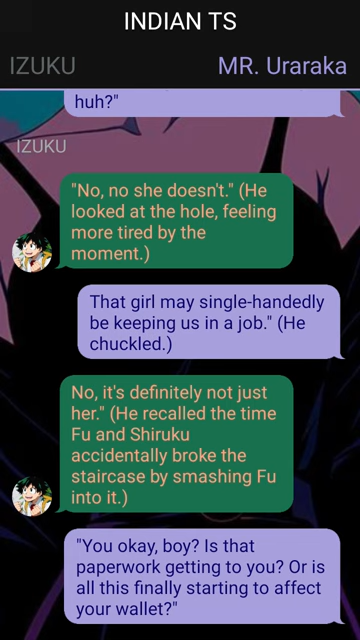 INDIAN TS
IZUKU
MR. Uraraka
huh?"
IZUKU
"No, no she doesn't." (He
looked at the hole, feeling
more tired by the
moment.)
That girl may single-handedly
be keeping us in a job." (He
chuckled.)
No, it's definitely not just
her." (He recalled the time
Fu and Shiruku
accidentally broke the
staircase by smashing Fu
into it.)
"You okay, boy? Is that
paperwork getting to you? Or is
all this finally starting to affect
your wallet?"